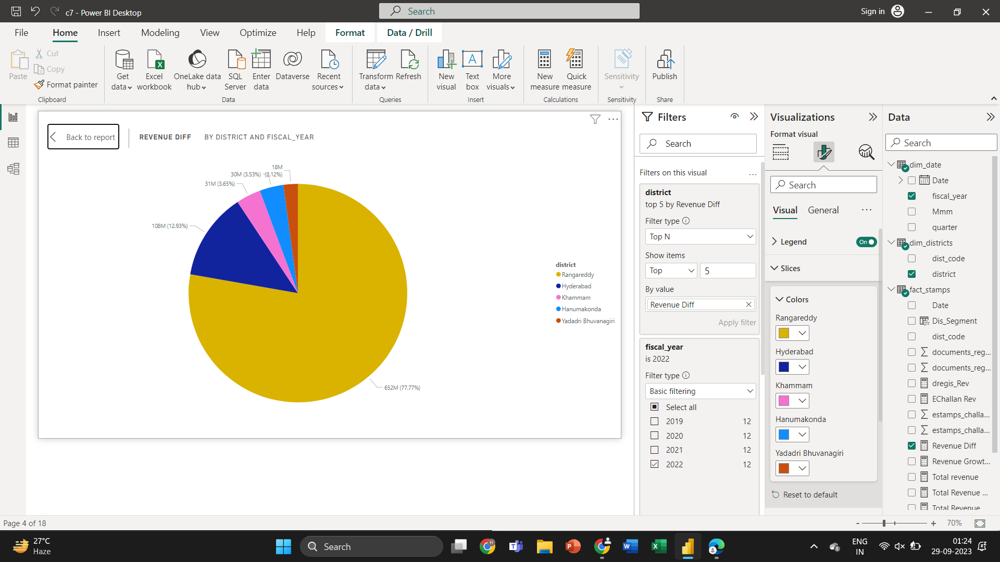 c7 - Power BI Desktop
Search
Sign in
File
Home
Insert
Modeling
View
Optimize
Help
Format
Data / Drill
Paste
Cut
Copy
Format painter
Clipboard
Get
data
Excel
workbook
OneLake data
hub
SQL
Server
Enter
data
Dataverse
Recent
sources
Data
Transform
data
Refresh
Queries
New
visual
Text
box
More
visuals
Insert
New
measure
Quick
measure
Calculations
Sensitivity
Sensitivity
Publish
Share
Back to report
REVENUE DIFF
BY DISTRICT AND FISCAL_YEAR
18M
(2.12%)
30M (3.53%)
31M (3.65%)
108M (12.93%)
652M (77.77%)
district
Rangareddy
Hyderabad
Khammam
Hanumakonda
Yadadri Bhuvanagiri
Filters
Search
Filters on this visual
...
district
top 5 by Revenue Diff
Filter type
Top N
Show items
Top
5
By value
Revenue Diff
Apply filter
fiscal_year
is 2022
Filter type
Basic filtering
Select all
2019 12
2020 12
2021 12
2022 12
Visualizations
Format visual
Search
Visual
General
...
Legend
On
Slices
Colors
Rangareddy
Hyderabad
Khammam
Hanumakonda
Yadadri Bhuvanagiri
Reset to default
Data
Search
dim_date
Date
fiscal_year
Mmm
quarter
dim_districts
dist_code
district
fact_stamps
Date
Dis_Segment
dist_code
documents_reg...
documents_reg...
dregis_Rev
EChallan Rev
estamps_challa...
estamps_challa...
Revenue Diff
Revenue Growt...
Total revenue
Total Revenue ...
Total Revenue
Page 4 of 18
- + 70%
27°C
Haze
Search
ENG
IN
01:24
29-09-2023